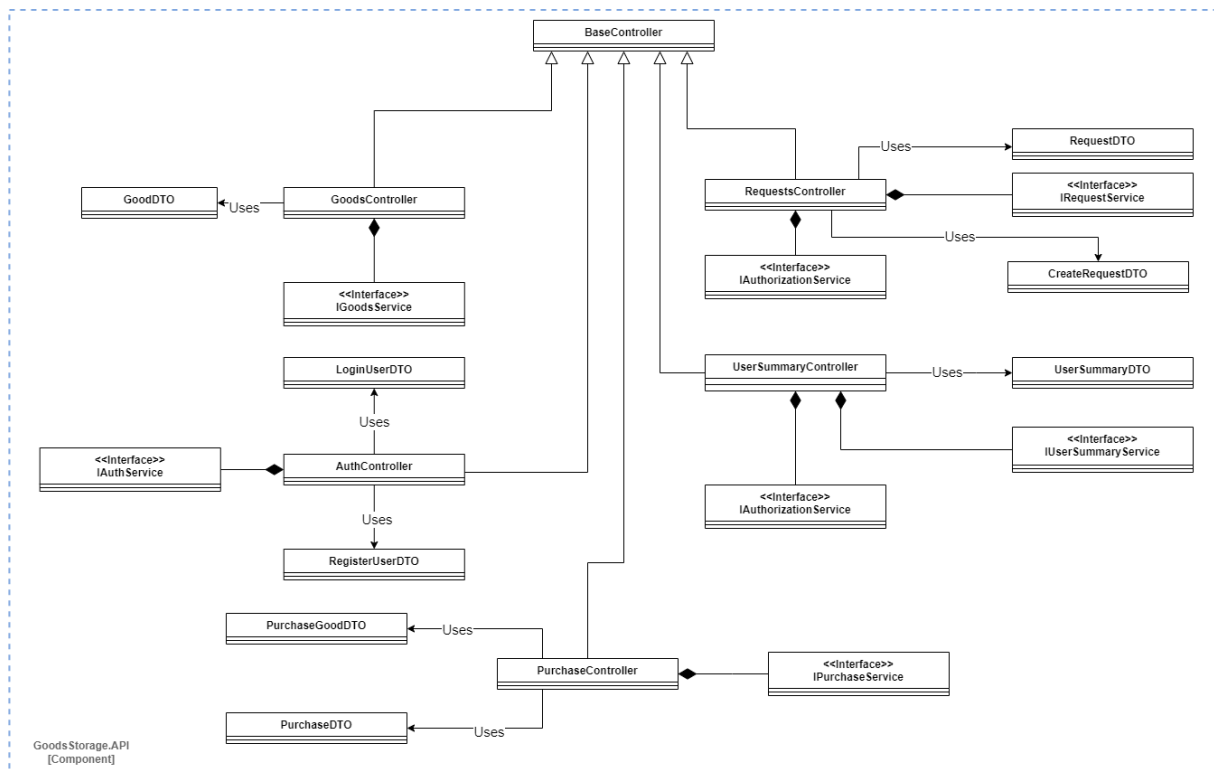 BaseController
RequestDTO
Uses
GoodDTO
Uses
GoodsController
RequestsController
<<Interface>>
IRequestService
Uses
<<Interface>>
IAuthorizationService
CreateRequestDTO
<<Interface>>
IGoodsService
LoginUserDTO
Uses
UserSummaryController
Uses
UserSummaryDTO
<<Interface>>
IAuthService
AuthController
<<Interface>>
IUserSummaryService
<<Interface>>
IAuthorizationService
Uses
RegisterUserDTO
PurchaseGoodDTO
Uses
PurchaseController
<<Interface>>
IPurchaseService
PurchaseDTO
Uses
GoodsStorage.API
[Component]